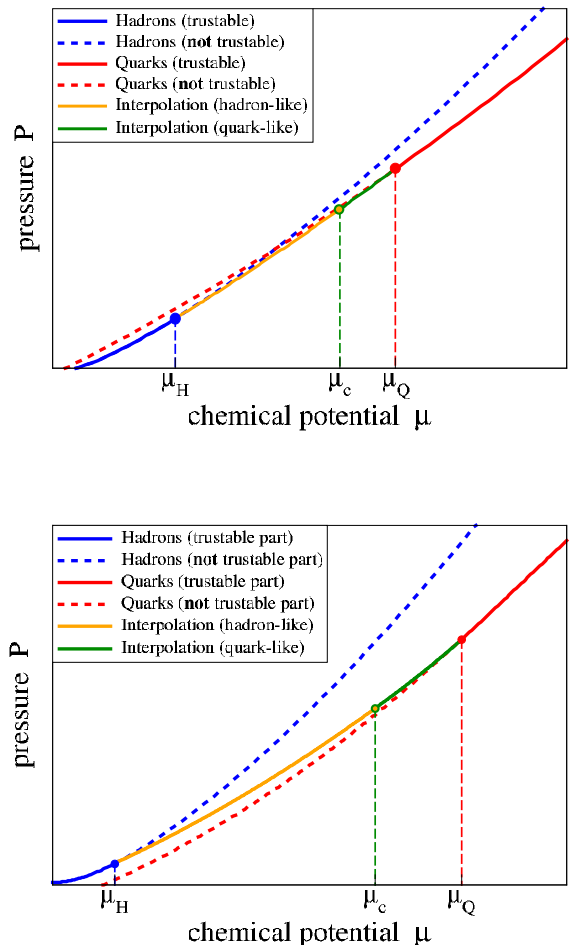 Hadrons (trustable)
Hadrons (not trustable)
Quarks (trustable)
Quarks (not trustable)
Interpolation (hadron-like)
Interpolation (quark-like)
pressure P
μH
μc
μQ
chemical potential μ
Hadrons (trustable part)
Hadrons (not trustable part)
Quarks (trustable part)
Quarks (not trustable part)
Interpolation (hadron-like)
Interpolation (quark-like)
pressure P
μH
μc
μQ
chemical potential μ